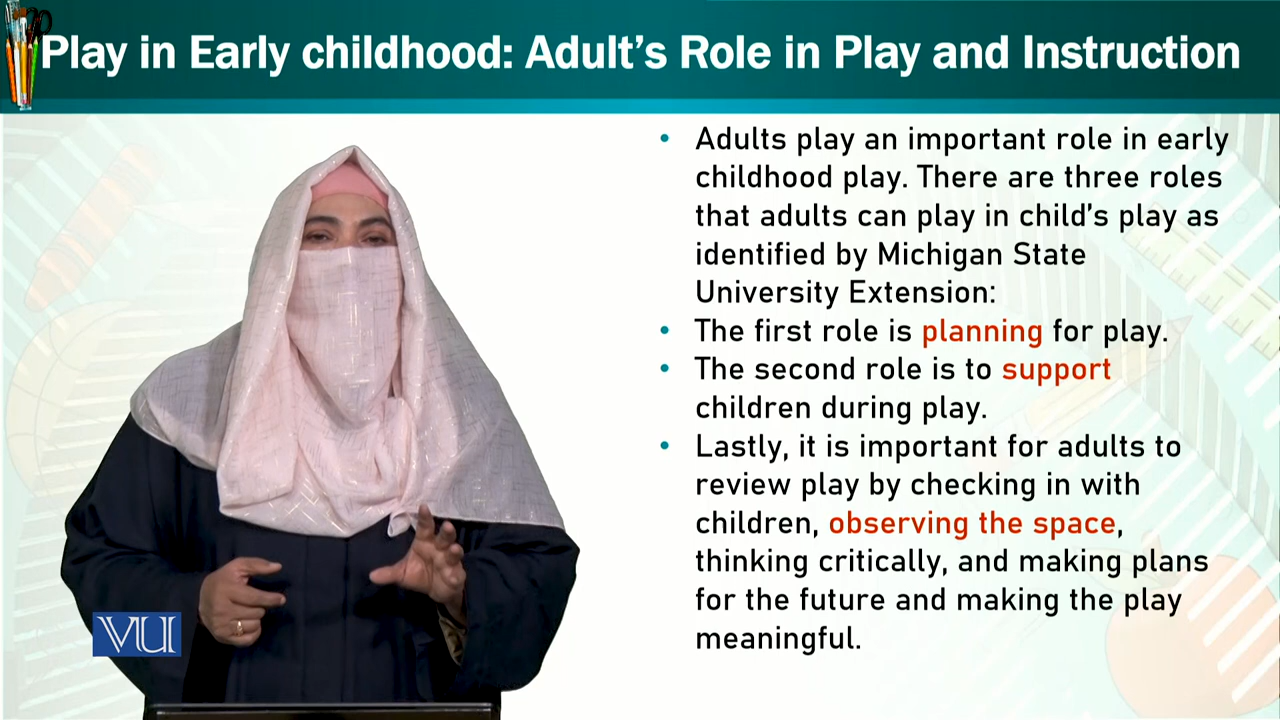 Play in Early childhood: Adult's Role in Play and Instruction
• Adults play an important role in early
childhood play. There are three roles
that adults can play in child's play as
identified by Michigan State
University Extension:
• The first role is planning for play.
• The second role is to support
children during play.
• Lastly, it is important for adults to
review play by checking in with
children, observing the space,
thinking critically, and making plans
for the future and making the play
meaningful.
VU